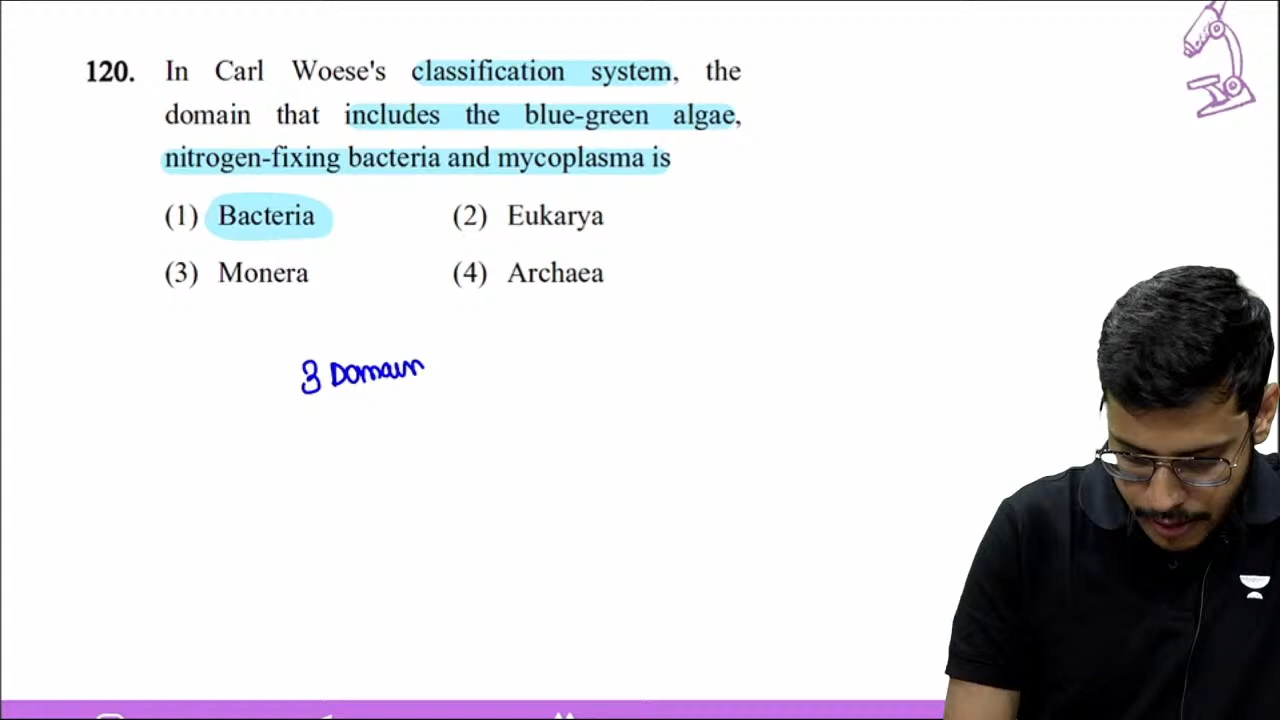 120. In Carl Woese's classification system, the
domain that includes the blue-green algae,
nitrogen-fixing bacteria and mycoplasma is
(1) Bacteria (2) Eukarya
(3) Monera (4) Archaea
3 Domain